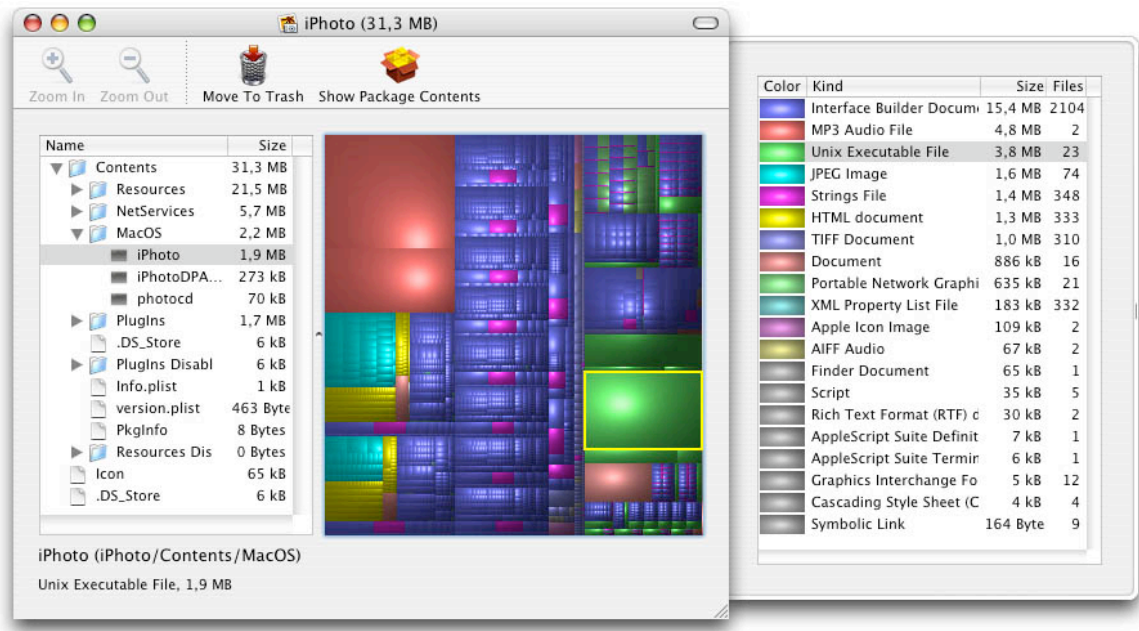 iPhoto (31,3 MB)
Zoom In Zoom Out Move To Trash Show Package Contents
Name Size
Contents 31,3 MB
Resources 21,5 MB
NetServices 5,7 MB
MacOS 2,2 MB
iPhoto 1,9 MB
iPhotoDPA... 273 kB
photocd 70 kB
PlugIns 1,7 MB
.DS_Store 6 kB
PlugIns Disabl 6 kB
Info.plist 1 kB
version.plist 463 Byte
PkgInfo 8 Bytes
Resources Dis 0 Bytes
Icon 65 kB
.DS_Store 6 kB
iPhoto (iPhoto/Contents/MacOS)
Unix Executable File, 1,9 MB
Color Kind Size Files
Interface Builder Docum 15,4 MB 2104
MP3 Audio File 4,8 MB 2
Unix Executable File 3,8 MB 23
JPEG Image 1,6 MB 74
Strings File 1,4 MB 348
HTML document 1,3 MB 333
TIFF Document 1,0 MB 310
Document 886 kB 16
Portable Network Graphi 635 kB 21
XML Property List File 183 kB 332
Apple Icon Image 109 kB 2
AIFF Audio 67 kB 2
Finder Document 65 kB 1
Script 35 kB 5
Rich Text Format (RTF) d 30 kB 2
AppleScript Suite Definit 7 kB 1
AppleScript Suite Termin 6 kB 1
Graphics Interchange Fo 5 kB 12
Cascading Style Sheet (C 4 kB 4
Symbolic Link 164 Byte 9